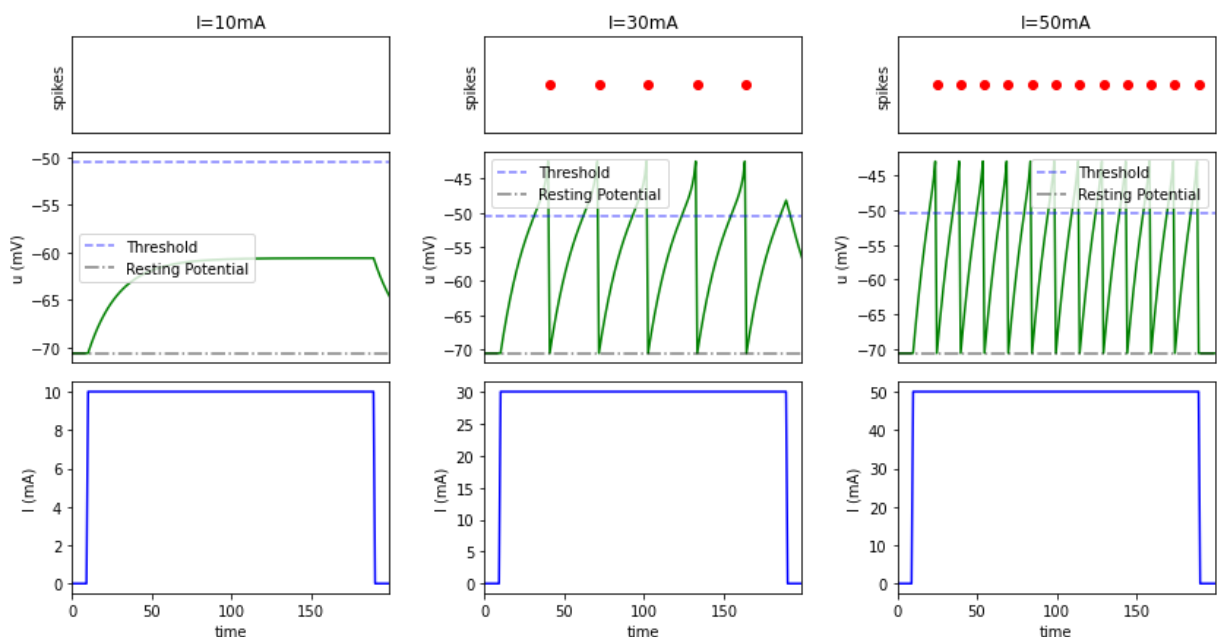 I=10mA
I=30mA
I=50mA
spikes
spikes
spikes
−50
−60
−65
−70
u (mV)
Threshold
Resting Potential
−45
−50
−55
−60
−65
−70
u (mV)
Threshold
Resting Potential
−45
−50
−55
−60
−65
−70
u (mV)
Threshold
Resting Potential
10
8
6
4
2
0
I (mA)
0 50 100 150
time
30
25
20
15
10
5
0
I (mA)
0 50 100 150
time
50
40
30
20
10
0
I (mA)
0 50 100 150
time